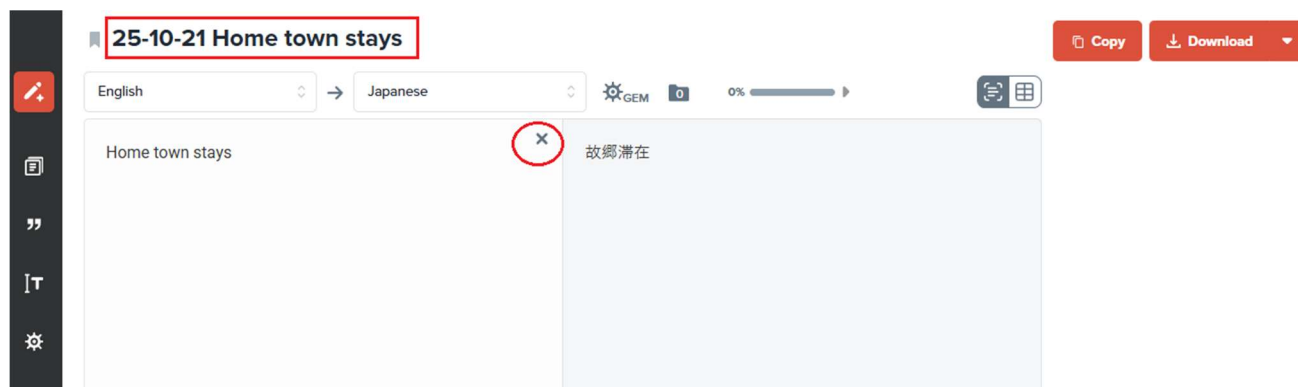 25-10-21 Home town stays
Copy
Download
English
Japanese
GEM
0
0%
Home town stays
故郷滞在